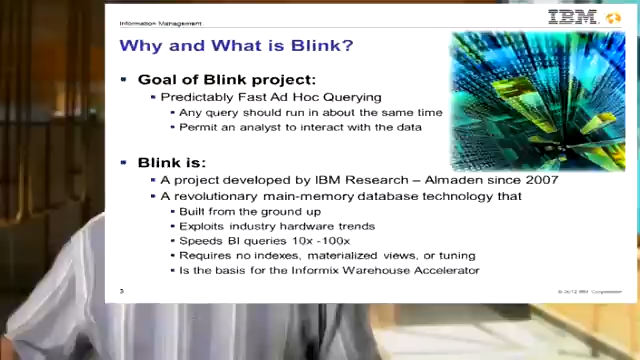 Information Management
IBM
Why and What is Blink?
Goal of Blink project:
Predictably Fast Ad Hoc Querying
Any query should run in about the same time
Permit an analyst to interact with the data
Blink is:
A project developed by IBM Research – Almaden since 2007
A revolutionary main-memory database technology that
Built from the ground up
Exploits industry hardware trends
Speeds BI queries 10x -100x
Requires no indexes, materialized views, or tuning
Is the basis for the Informix Warehouse Accelerator
3
© 2012 IBM Corporation